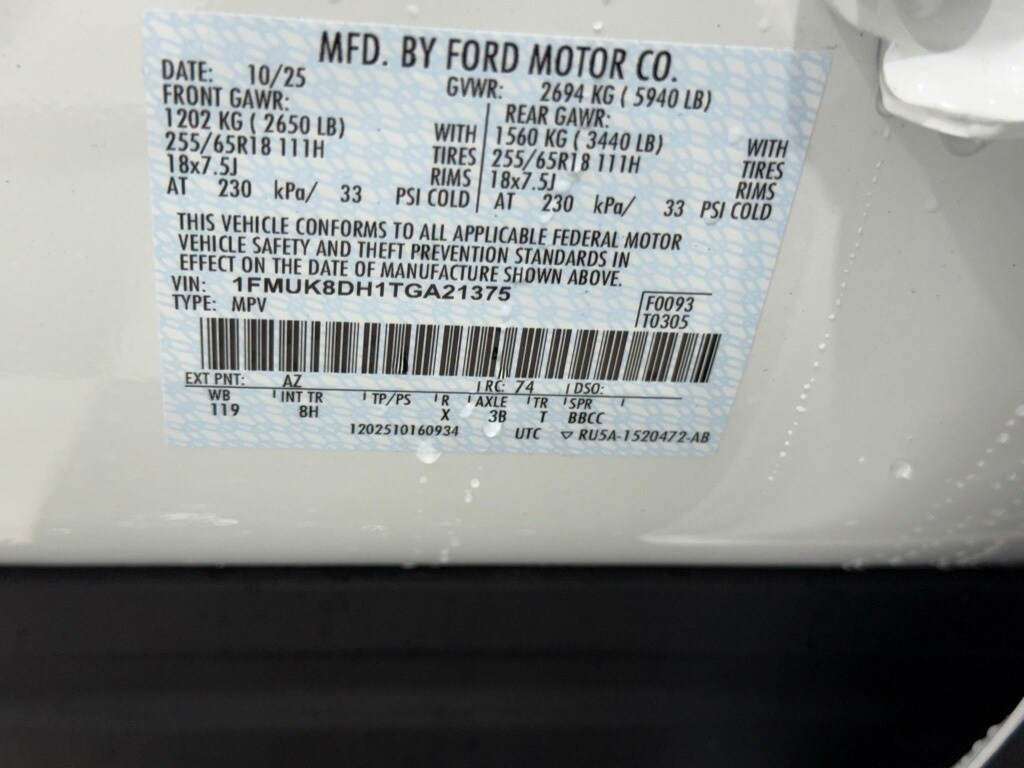 MFD. BY FORD MOTOR CO.
DATE: 10/25 GVWR: 2694 KG ( 5940 LB)
FRONT GAWR: REAR GAWR:
1202 KG ( 2650 LB) WITH 1560 KG ( 3440 LB) WITH
255/65R18 111H TIRES 255/65R18 111H TIRES
18x7.5J RIMS 18x7.5J RIMS
AT 230 kPa/ 33 PSI COLD AT 230 kPa/ 33 PSI COLD
THIS VEHICLE CONFORMS TO ALL APPLICABLE FEDERAL MOTOR
VEHICLE SAFETY AND THEFT PREVENTION STANDARDS IN
EFFECT ON THE DATE OF MANUFACTURE SHOWN ABOVE.
VIN: 1FMUK8DH1TGA21375 F0093
TYPE: MPV T0305
EXT PNT: AZ RC: 74 DSO:
WB INT TR TP/PS R AXLE TR SPR
119 8H X 3B T BBCC
1202510160934 UTC ▽ RU5A-1520472-AB